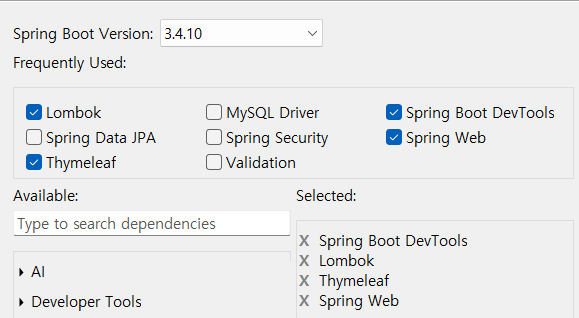 Spring Boot Version: 3.4.10
Frequently Used:
Lombok MySQL Driver Spring Boot DevTools
Spring Data JPA Spring Security Spring Web
Thymeleaf Validation
Available: Selected:
Type to search dependencies
X Spring Boot DevTools
AI X Lombok
X Thymeleaf
Developer Tools X Spring Web